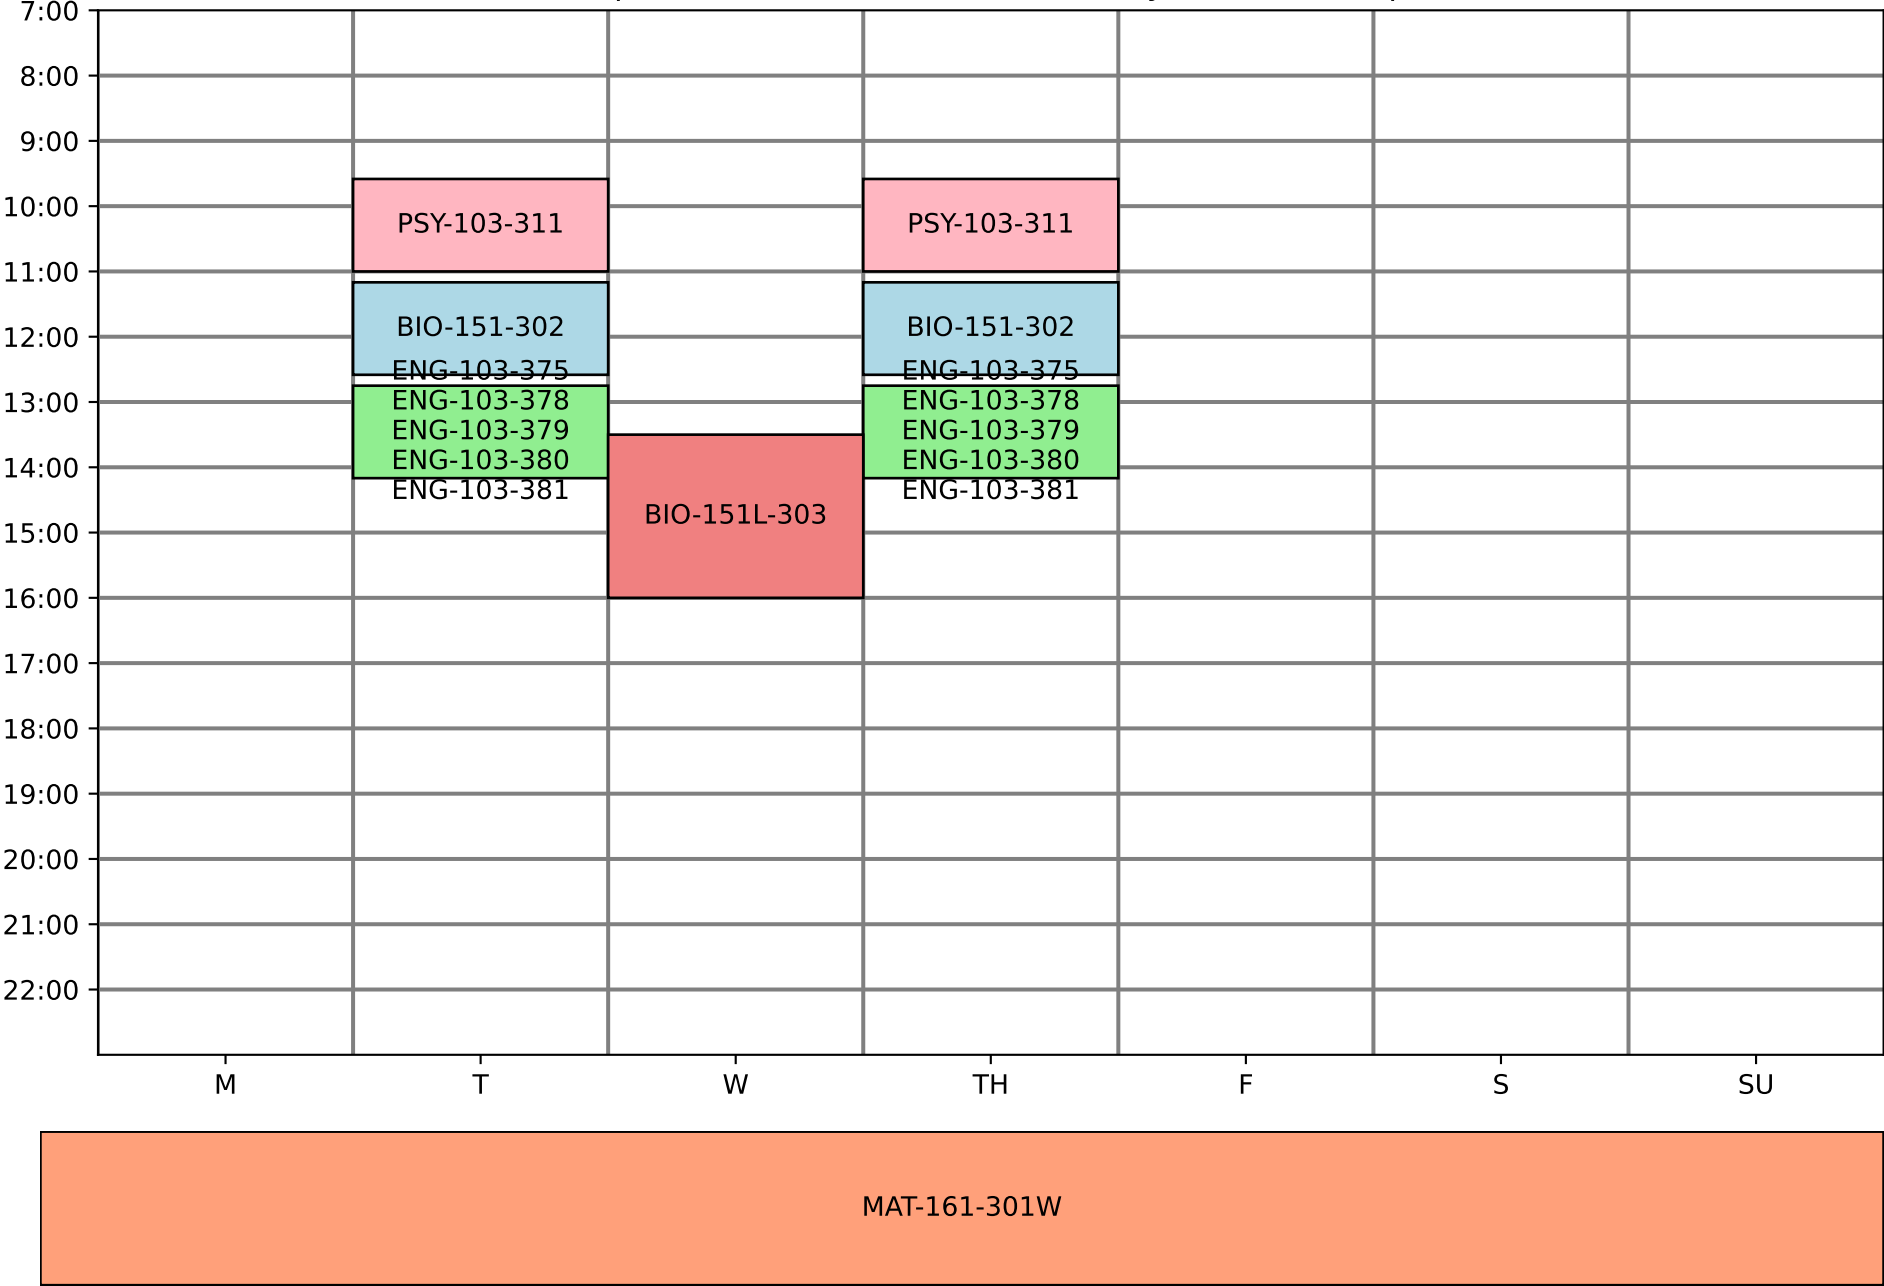 7:00
8:00
9:00
10:00
PSY-103-311 PSY-103-311
11:00
BIO-151-302 BIO-151-302
12:00
ENG-103-375 ENG-103-375
13:00
ENG-103-378 ENG-103-378
ENG-103-379 ENG-103-379
ENG-103-380 ENG-103-380
14:00
ENG-103-381 ENG-103-381
BIO-151L-303
15:00
16:00
17:00
18:00
19:00
20:00
21:00
22:00
M T W TH F S SU
MAT-161-301W